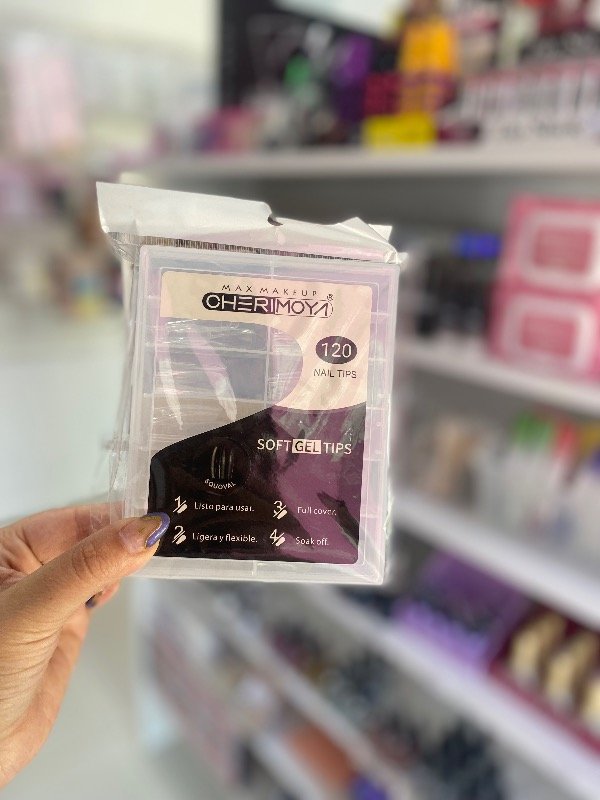 MAX MAKEUP
CHERIMOYA®
120
NAIL TIPS
SOFT GEL TIPS
SQUOVAL
1 Listo para usar.
3 Full cover.
2 Ligera y flexible.
4 Soak off.